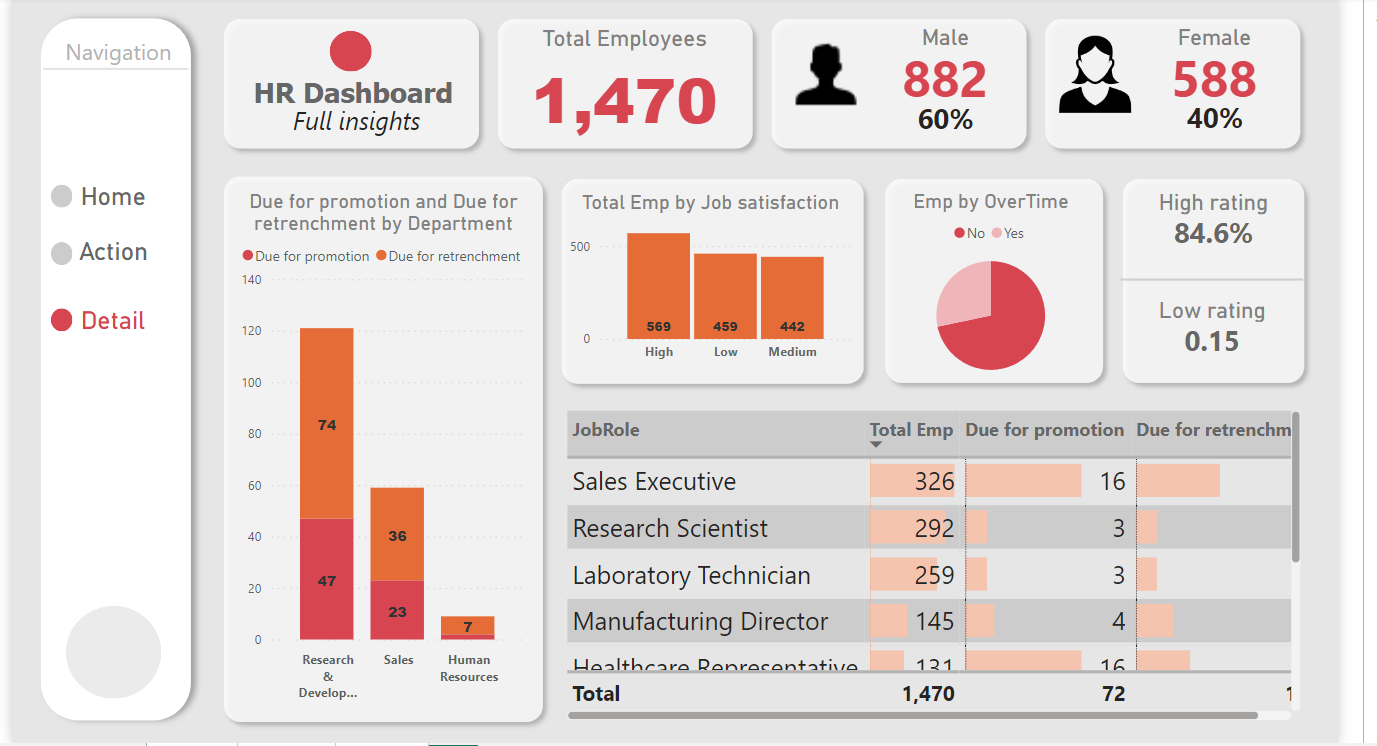 Navigation
Home
Action
Detail
HR Dashboard
Full insights
Total Employees
1,470
Male
882
60%
Female
588
40%
Due for promotion and Due for
retrenchment by Department
Due for promotion Due for retrenchment
140
120
100
80
60
40
20
0
74
47
36
23
7
Research
&
Develop...
Sales
Human
Resources
Total Emp by Job satisfaction
500
0
569
459
442
High
Low
Medium
Emp by OverTime
No Yes
High rating
84.6%
Low rating
0.15
JobRole Total Emp Due for promotion Due for retrenchm
Sales Executive 326 16
Research Scientist 292 3
Laboratory Technician 259 3
Manufacturing Director 145 4
Healthcare Representative 131 16
Total 1,470 72